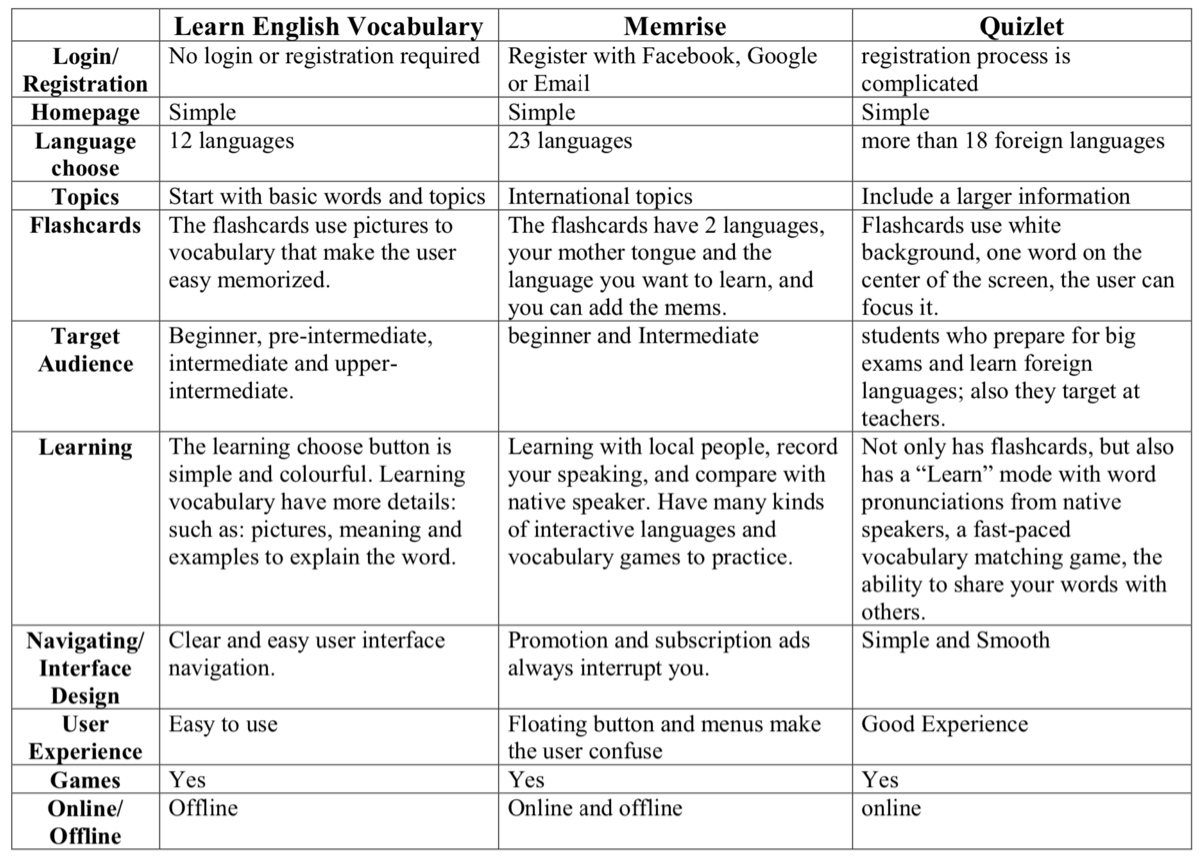 Learn English Vocabulary Memrise Quizlet
Login/ Registration
No login or registration required
Register with Facebook, Google
or Email
registration process is
complicated
Homepage
Simple
Simple
Simple
Language
choose
12 languages
23 languages
more than 18 foreign languages
Topics
Start with basic words and topics
International topics
Include a larger information
Flashcards
The flashcards use pictures to
vocabulary that make the user
easy memorized.
The flashcards have 2 languages,
your mother tongue and the
language you want to learn, and
you can add the mems.
Flashcards use white
background, one word on the
center of the screen, the user can
focus it.
Target
Audience
Beginner, pre-intermediate,
intermediate and upper-
intermediate.
beginner and Intermediate
students who prepare for big
exams and learn foreign
languages; also they target at
teachers.
Learning
The learning choose button is
simple and colourful. Learning
vocabulary have more details:
such as: pictures, meaning and
examples to explain the word.
Learning with local people, record
your speaking, and compare with
native speaker. Have many kinds
of interactive languages and
vocabulary games to practice.
Not only has flashcards, but also
has a “Learn” mode with word
pronunciations from native
speakers, a fast-paced
vocabulary matching game, the
ability to share your words with
others.
Navigating/
Interface
Design
Clear and easy user interface
navigation.
Promotion and subscription ads
always interrupt you.
Simple and Smooth
User
Experience
Easy to use
Floating button and menus make
the user confuse
Good Experience
Games
Yes
Yes
Yes
Online/
Offline
Offline
Online and offline
online